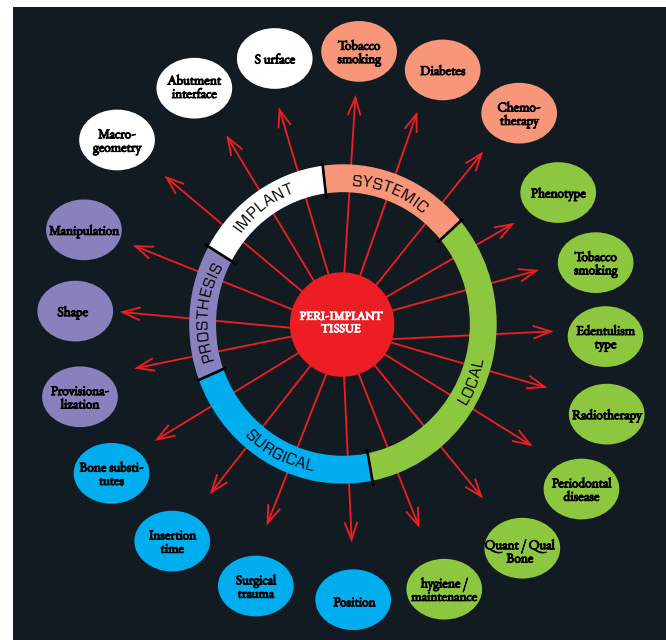 S urface
Tobacco
smoking
Diabetes
Chemo-
therapy
Phenotype
Tobacco
smoking
Edentulism
type
Radiotherapy
Periodontal
disease
Quant / Qual
Bone
hygiene /
maintenance
Position
Surgical
trauma
Insertion
time
Bone substi-
tutes
Provisiona-
lization
Shape
Manipulation
Macro-
geometry
Abutment
interface
IMPLANT
SYSTEMIC
LOCAL
SURGICAL
PROSTHESIS
PERI-IMPLANT
TISSUE